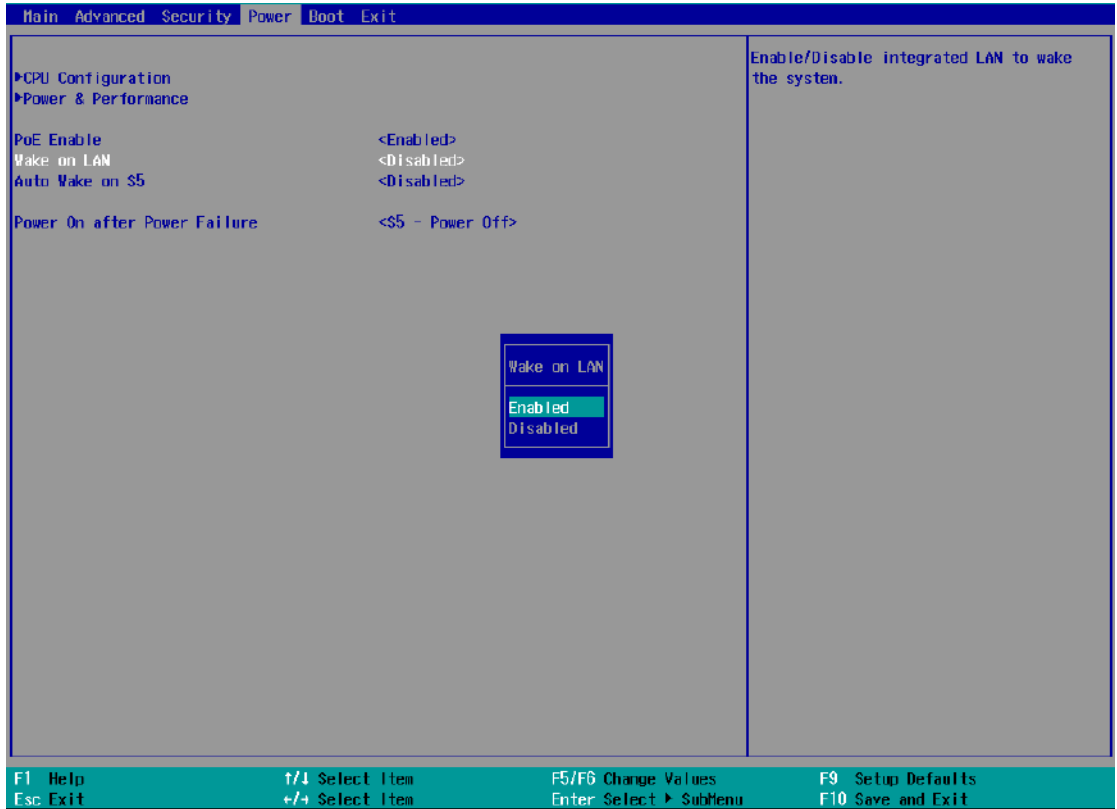 Main Advanced Security Power Boot Exit
▶CPU Configuration
▶Power & Performance
PoE Enable <Enabled>
Wake on LAN <Disabled>
Auto Wake on S5 <Disabled>
Power On after Power Failure <S5 - Power Off>
Enable/Disable integrated LAN to wake
the system.
Wake on LAN
Enabled
Disabled
F1 Help ↑/↓ Select Item F5/F6 Change Values F9 Setup Defaults
Esc Exit ←/→ Select Item Enter Select ▶ SubMenu F10 Save and Exit